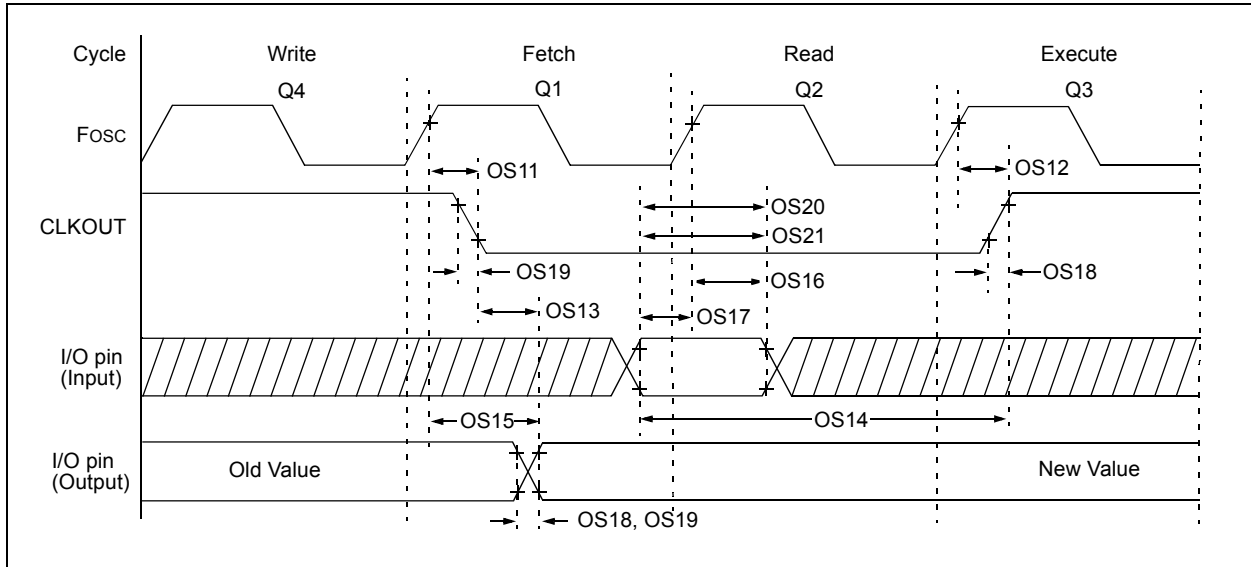 Cycle Write Fetch Read Execute
Q4 Q1 Q2 Q3
FOSC
OS11 OS12
OS20
CLKOUT
OS21
OS19 OS16 OS18
OS13 OS17
I/O pin
(Input)
OS15 OS14
I/O pin
(Output)
Old Value New Value
OS18, OS19